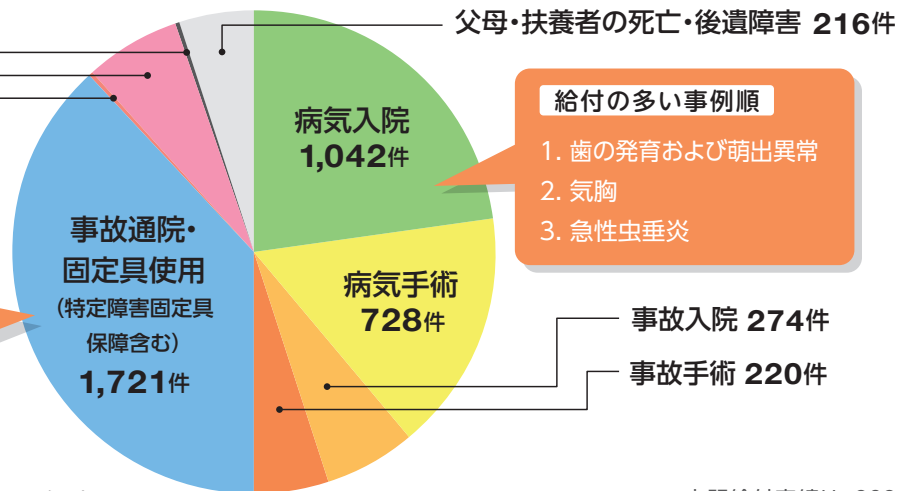 父母・扶養者の死亡・後遺障害 216件
給付の多い事例順
1. 歯の発育および萌出異常
2. 気胸
3. 急性虫垂炎
病気入院
1,042件
病気手術
728件
事故入院 274件
事故手術 220件
事故通院・
固定具使用
（特定障害固定具
保障含む）
1,721件